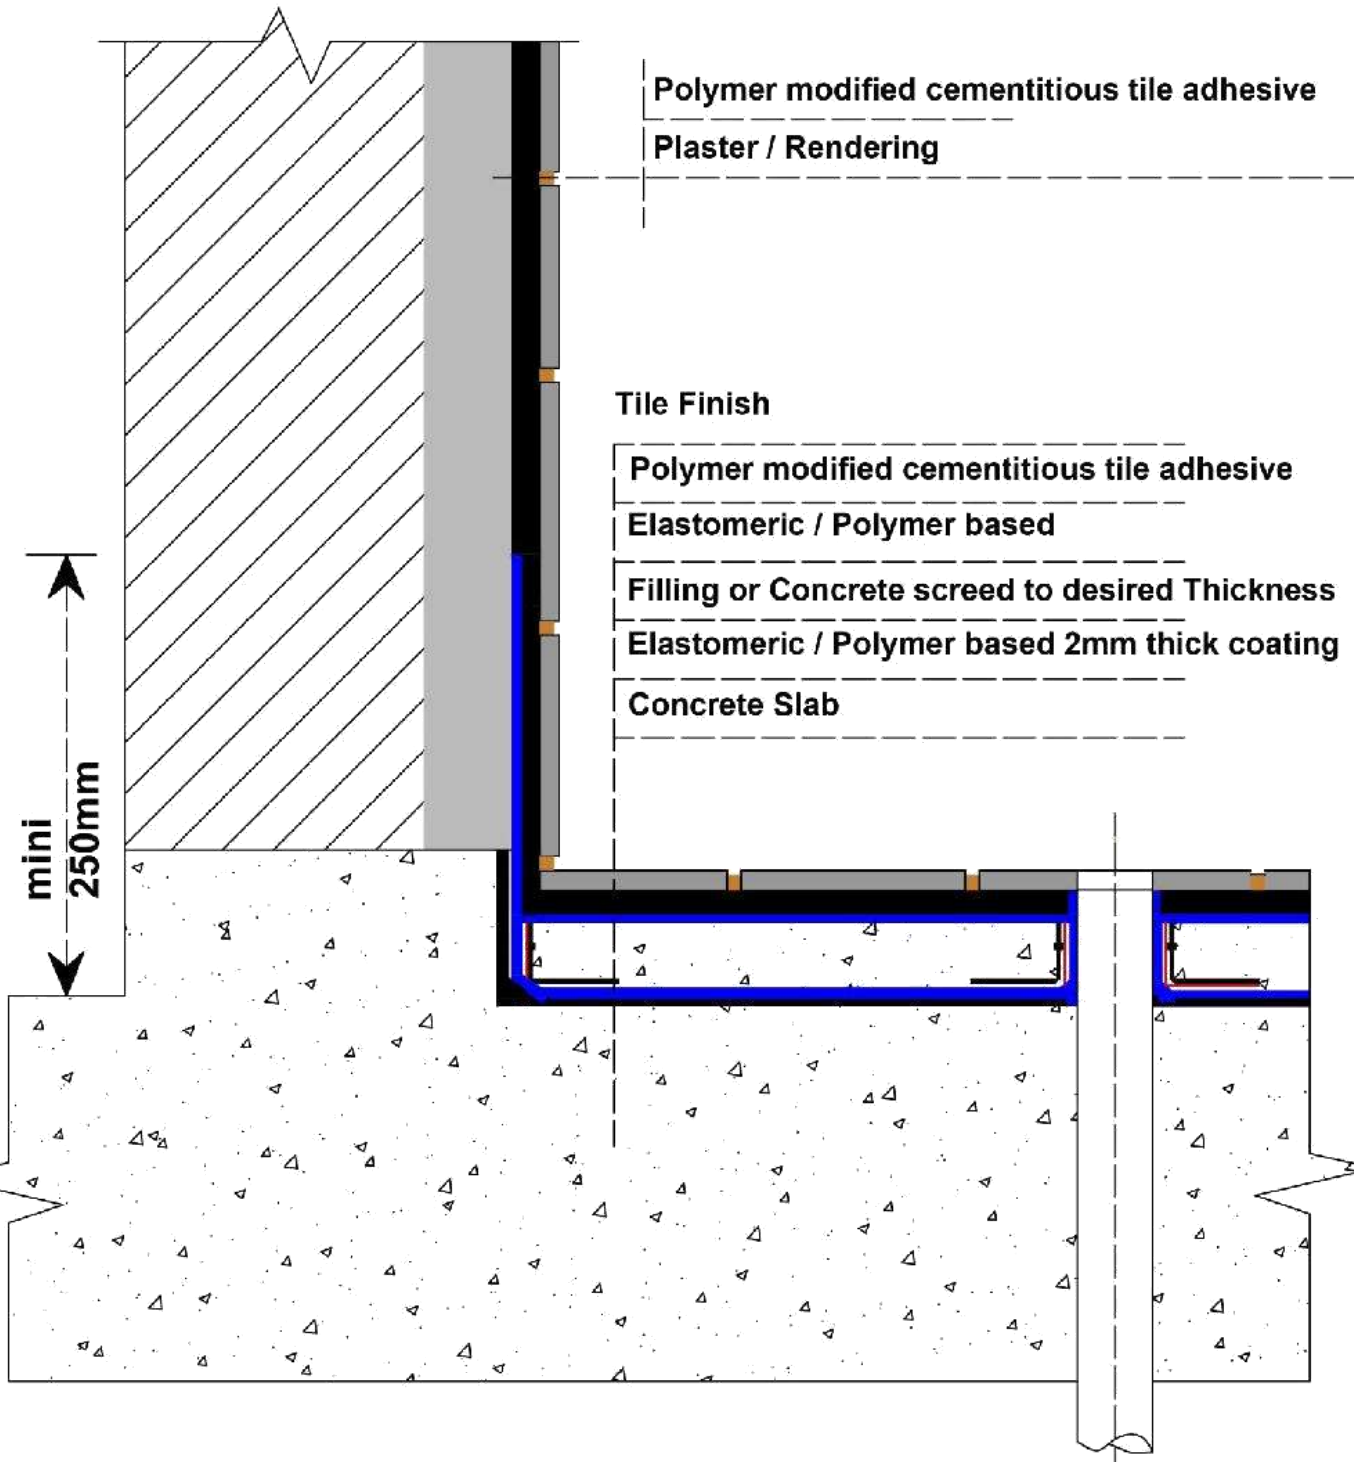 Polymer modified cementitious tile adhesive
Plaster / Rendering
Tile Finish
Polymer modified cementitious tile adhesive
Elastomeric / Polymer based
Filling or Concrete screed to desired Thickness
Elastomeric / Polymer based 2mm thick coating
Concrete Slab
mini
250mm